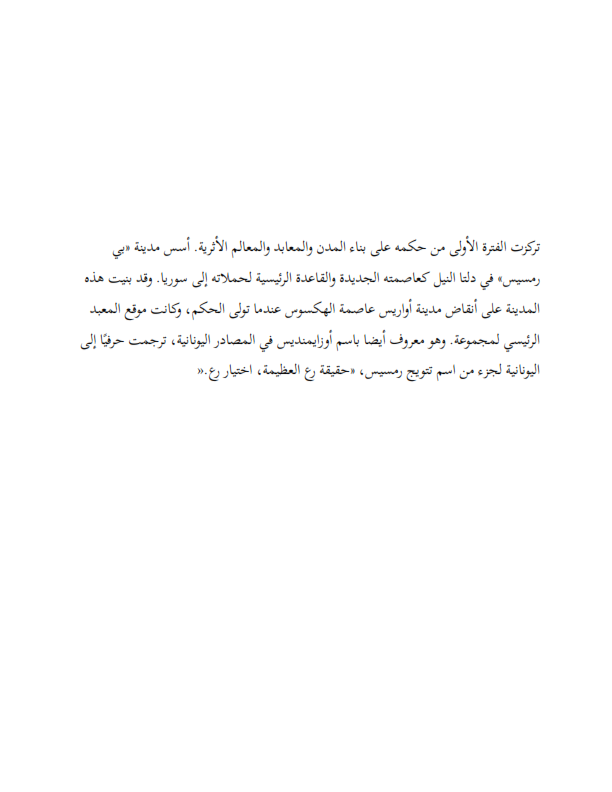 تركزت الفترة الأولى من حكمه على بناء المدن والمعابد والمعالم الأثرية. أسس مدينة «بي
رمسيس» في دلتا النيل كعاصمته الجديدة والقاعدة الرئيسية لحملاته إلى سوريا. وقد بنيت هذه
المدينة على أنقاض مدينة أواريس عاصمة الهكسوس عندما تولى الحكم، وكانت موقع المعبد
الرئيسي لمجموعة. وهو معروف أيضا باسم أوزايمنديس في المصادر اليونانية، ترجمت حرفيًا إلى
اليونانية لجزء من اسم تتويج رمسيس، «حقيقة رع العظيمة، اختيار رع.»